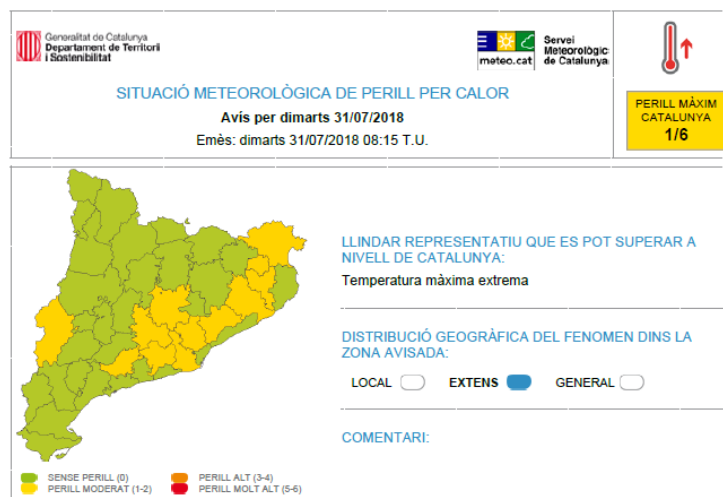 Generalitat de Catalunya
Departament de Territori
i Sostenibilitat
meteo.cat
Servei
Meteorològic
de Catalunya
SITUACIÓ METEOROLÒGICA DE PERILL PER CALOR
Avís per dimarts 31/07/2018
Emès: dimarts 31/07/2018 08:15 T.U.
PERILL MÀXIM
CATALUNYA
1/6
LLINDAR REPRESENTATIU QUE ES POT SUPERAR A
NIVELL DE CATALUNYA:
Temperatura màxima extrema
DISTRIBUCIÓ GEOGRÀFICA DEL FENOMEN DINS LA
ZONA AVISADA:
LOCAL EXTENS GENERAL
COMENTARI:
SENSE PERILL (0) PERILL ALT (3-4)
PERILL MODERAT (1-2) PERILL MOLT ALT (5-6)